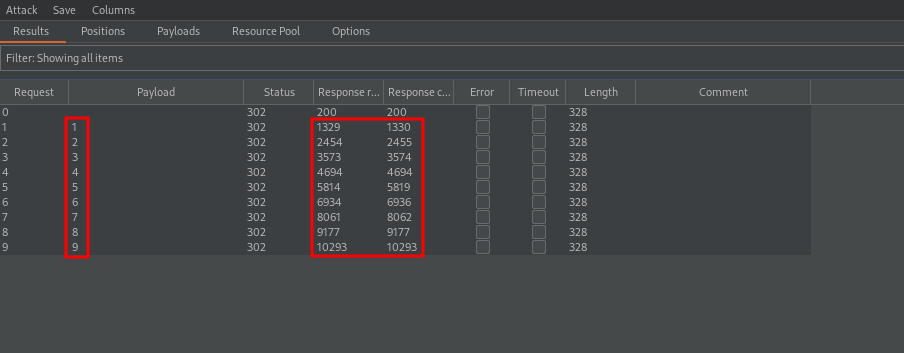 Attack Save Columns
Results Positions Payloads Resource Pool Options
Filter: Showing all items
Request Payload Status Response r... Response c... Error Timeout Length Comment
0 302 200 200 328
1 1 302 1329 1330 328
2 2 302 2454 2455 328
3 3 302 3573 3574 328
4 4 302 4694 4694 328
5 5 302 5814 5819 328
6 6 302 6934 6936 328
7 7 302 8061 8062 328
8 8 302 9177 9177 328
9 9 302 10293 10293 328